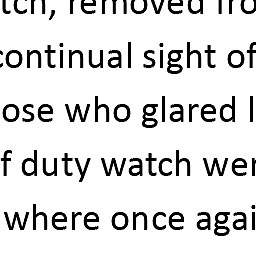 tch, removed fro
continual sight of
ose who glared l
f duty watch wer
where once agai